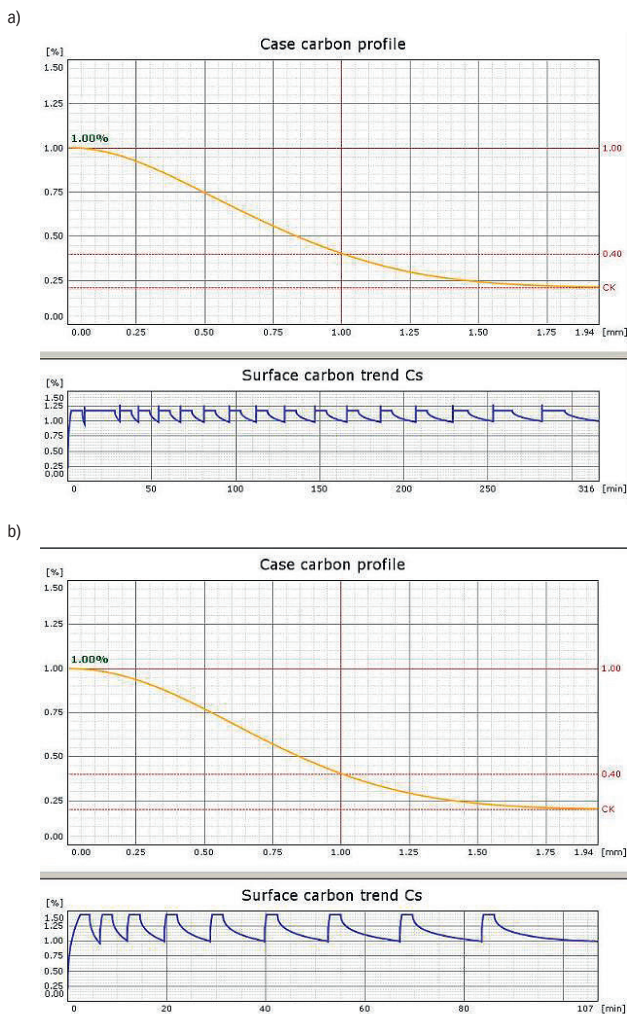 a)
Case carbon profile
[%]
1.50
1.25
1.00% 
1.00 1.00
0.75
0.50
0.40
0.25 CK
0.00
0.00 0.25 0.50 0.75 1.00 1.25 1.50 1.75 1.94 [mm]
Surface carbon trend Cs
[%]
1.50
1.25
1.00
0.75
0.50
0.25
0.00
0 50 100 150 200 250 316 [min]
b)
Case carbon profile
[%]
1.50
1.25
1.00%
1.00 1.00
0.75
0.50
0.40
0.25 CK
0.00
0.00 0.25 0.50 0.75 1.00 1.25 1.50 1.75 1.94 [mm]
Surface carbon trend Cs
[%]
1.50
1.25
1.00
0.75
0.50
0.25
0.00
0 20 40 60 80 107 [min]